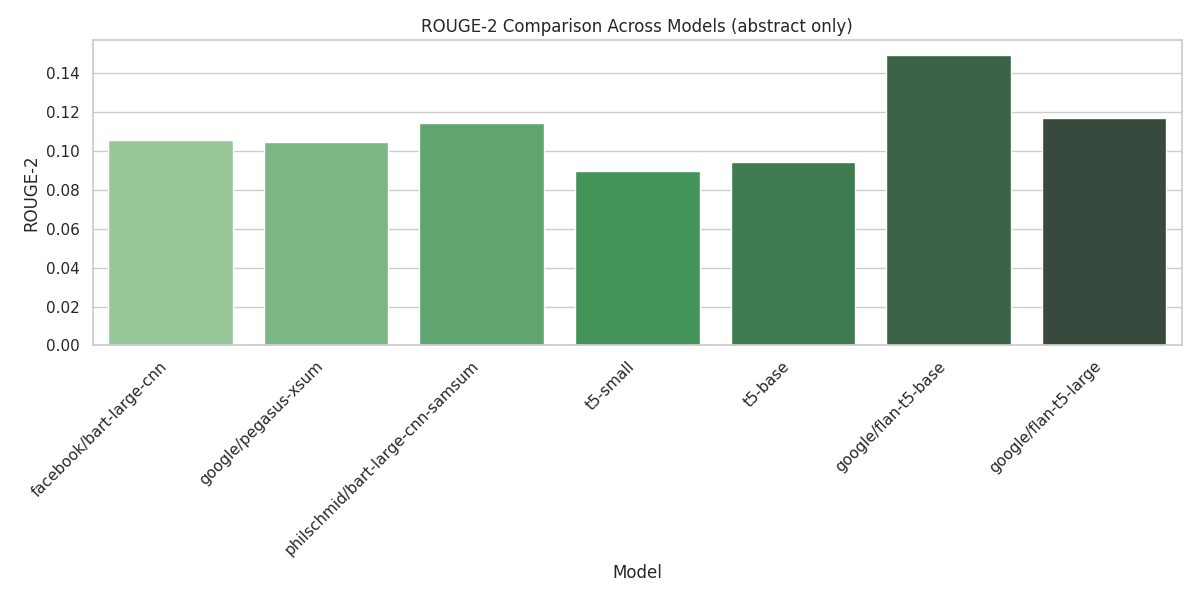 ROUGE-2 Comparison Across Models (abstract only)
ROUGE-2
0.14
0.12
0.10
0.08
0.06
0.04
0.02
0.00
facebook/bart-large-cnn
google/pegasus-xsum
philschmid/bart-large-cnn-samsum
t5-small
t5-base
google/flan-t5-base
google/flan-t5-large
Model